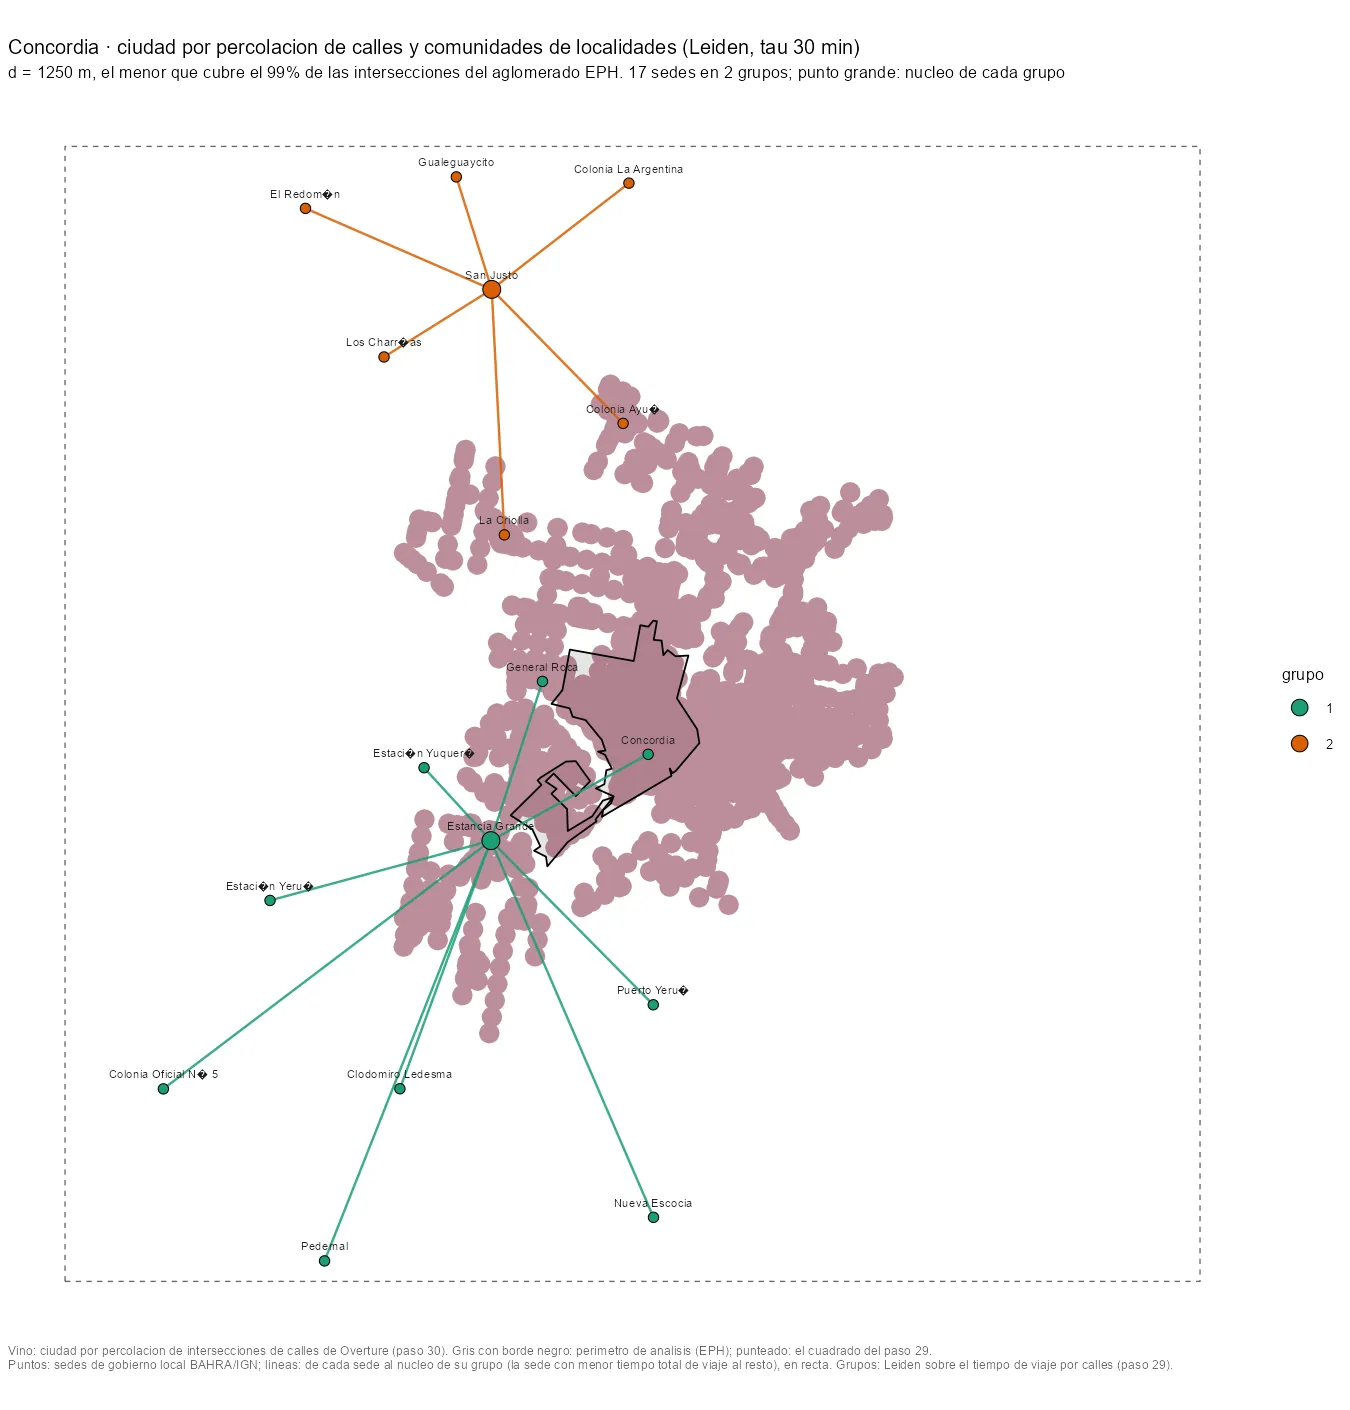 Concordia · ciudad por percolacion de calles y comunidades de localidades (Leiden, tau 30 min)
d = 1250 m, el menor que cubre el 99% de las intersecciones del aglomerado EPH. 17 sedes en 2 grupos; punto grande: nucleo de cada grupo
Gualeguaycito
Colonia La Argentina
El Redom�n
San Justo
Los Charr�as
Colonia Ayu�
La Criolla
General Roca
grupo
1
2
Concordia
Estaci�n Yuquer�
Estancia Grande
Estaci�n Yeru�
Puerto Yeru�
Colonia Oficial N� 5
Clodomiro Ledesma
Nueva Escocia
Pedernal
Vino: ciudad por percolacion de intersecciones de calles de Overture (paso 30). Gris con borde negro: perimetro de analisis (EPH); punteado: el cuadrado del paso 29.
Puntos: sedes de gobierno local BAHRA/IGN; lineas: de cada sede al nucleo de su grupo (la sede con menor tiempo total de viaje al resto), en recta. Grupos: Leiden sobre el tiempo de viaje por calles (paso 29).